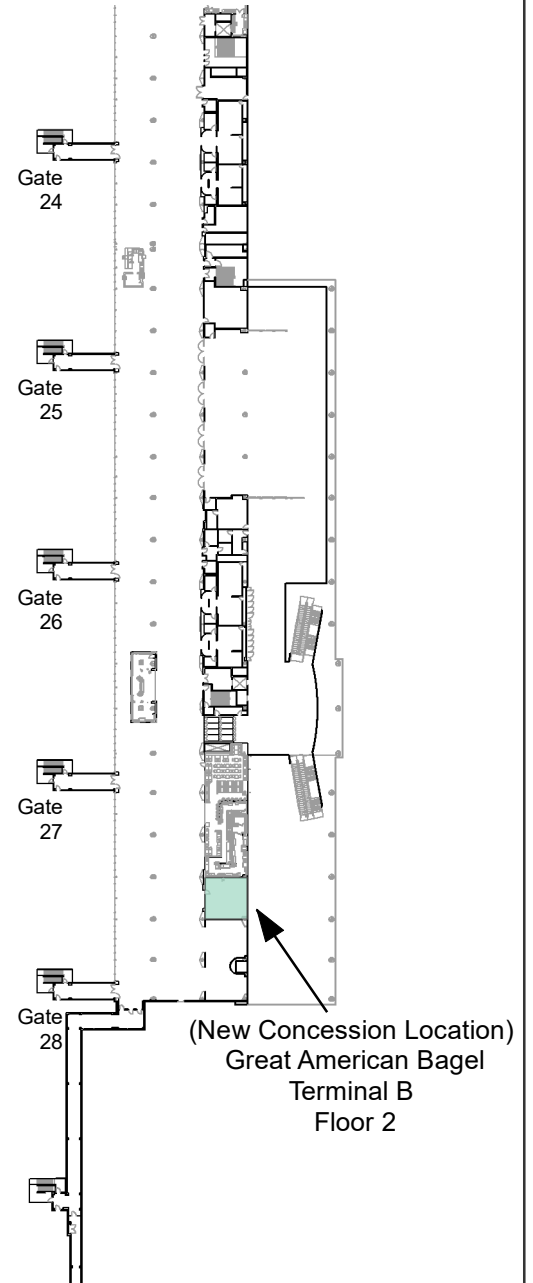 Gate
24
Gate
25
Gate
26
Gate
27
Gate
28
(New Concession Location)
Great American Bagel
Terminal B
Floor 2